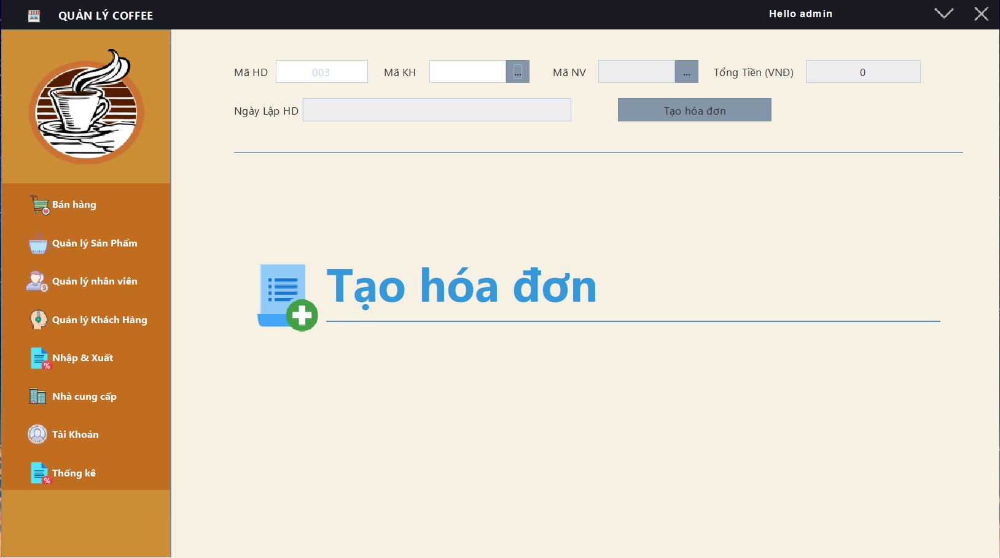 QUẢN LÝ COFFEE
Hello admin
Mã HD 003 Mã KH ... Mã NV ... Tổng Tiền (VNĐ) 0
Ngày Lập HD Tạo hóa đơn
Tạo hóa đơn
Bán hàng
Quản lý Sản Phẩm
Quản lý nhân viên
Quản lý Khách Hàng
Nhập & Xuất
Nhà cung cấp
Tài Khoản
Thống kê